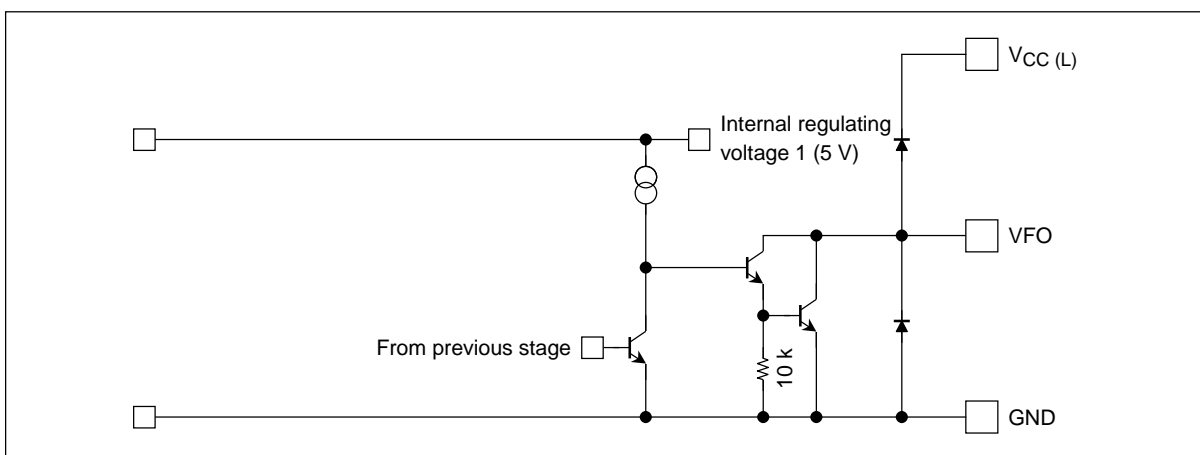 VCC (L)
Internal regulating
voltage 1 (5 V)
VFO
From previous stage
10 k
GND